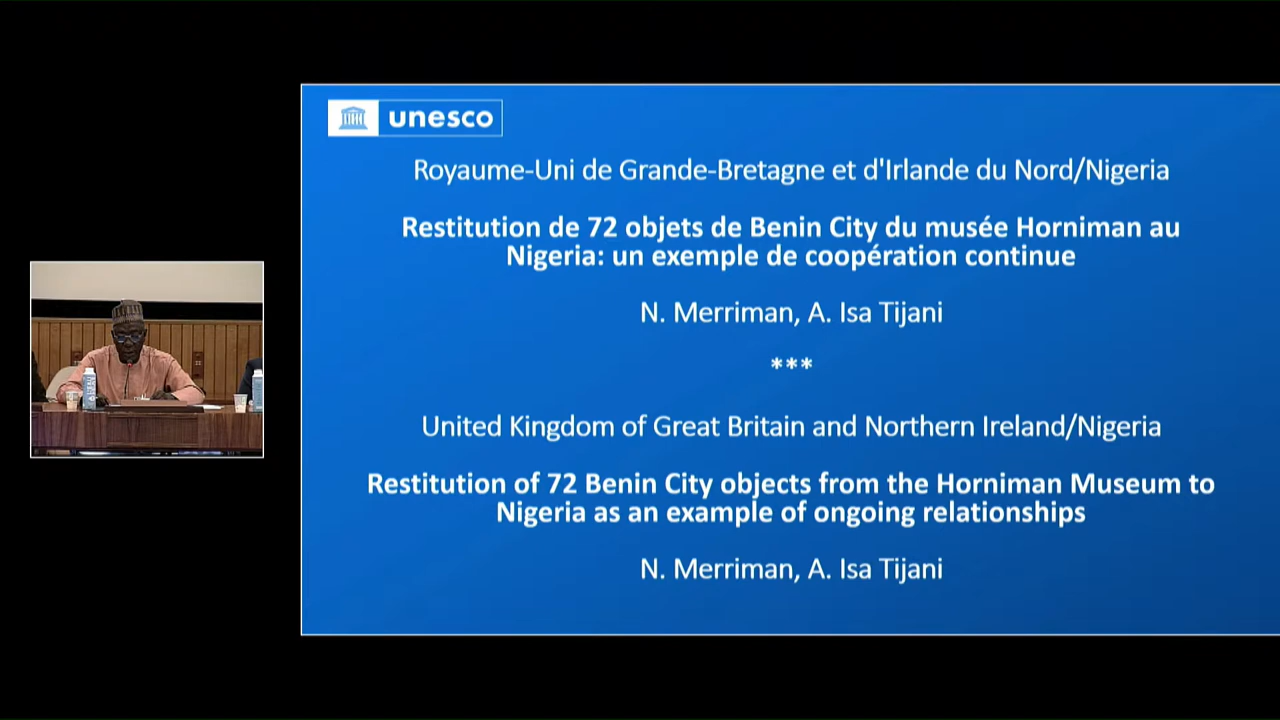 unesco
Royaume-Uni de Grande-Bretagne et d'Irlande du Nord/Nigeria
Restitution de 72 objets de Benin City du musée Horniman au
Nigeria: un exemple de coopération continue
N. Merriman, A. Isa Tijani
***
United Kingdom of Great Britain and Northern Ireland/Nigeria
Restitution of 72 Benin City objects from the Horniman Museum to
Nigeria as an example of ongoing relationships
N. Merriman, A. Isa Tijani